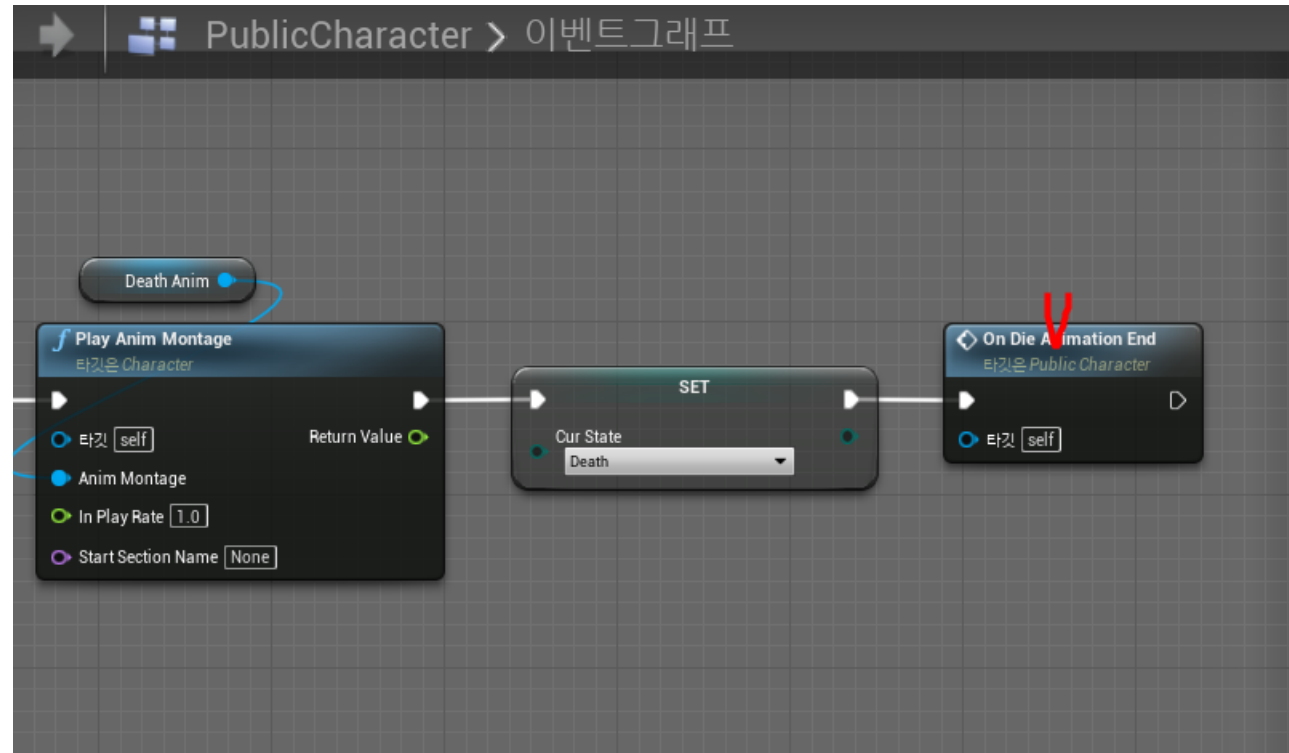 PublicCharacter > 이벤트그래프
Death Anim
f Play Anim Montage
타깃은 Character
타깃 self
Return Value
Anim Montage
In Play Rate 1.0
Start Section Name None
SET
Cur State
Death
On Die Animation End
타깃은 Public Character
타깃 self